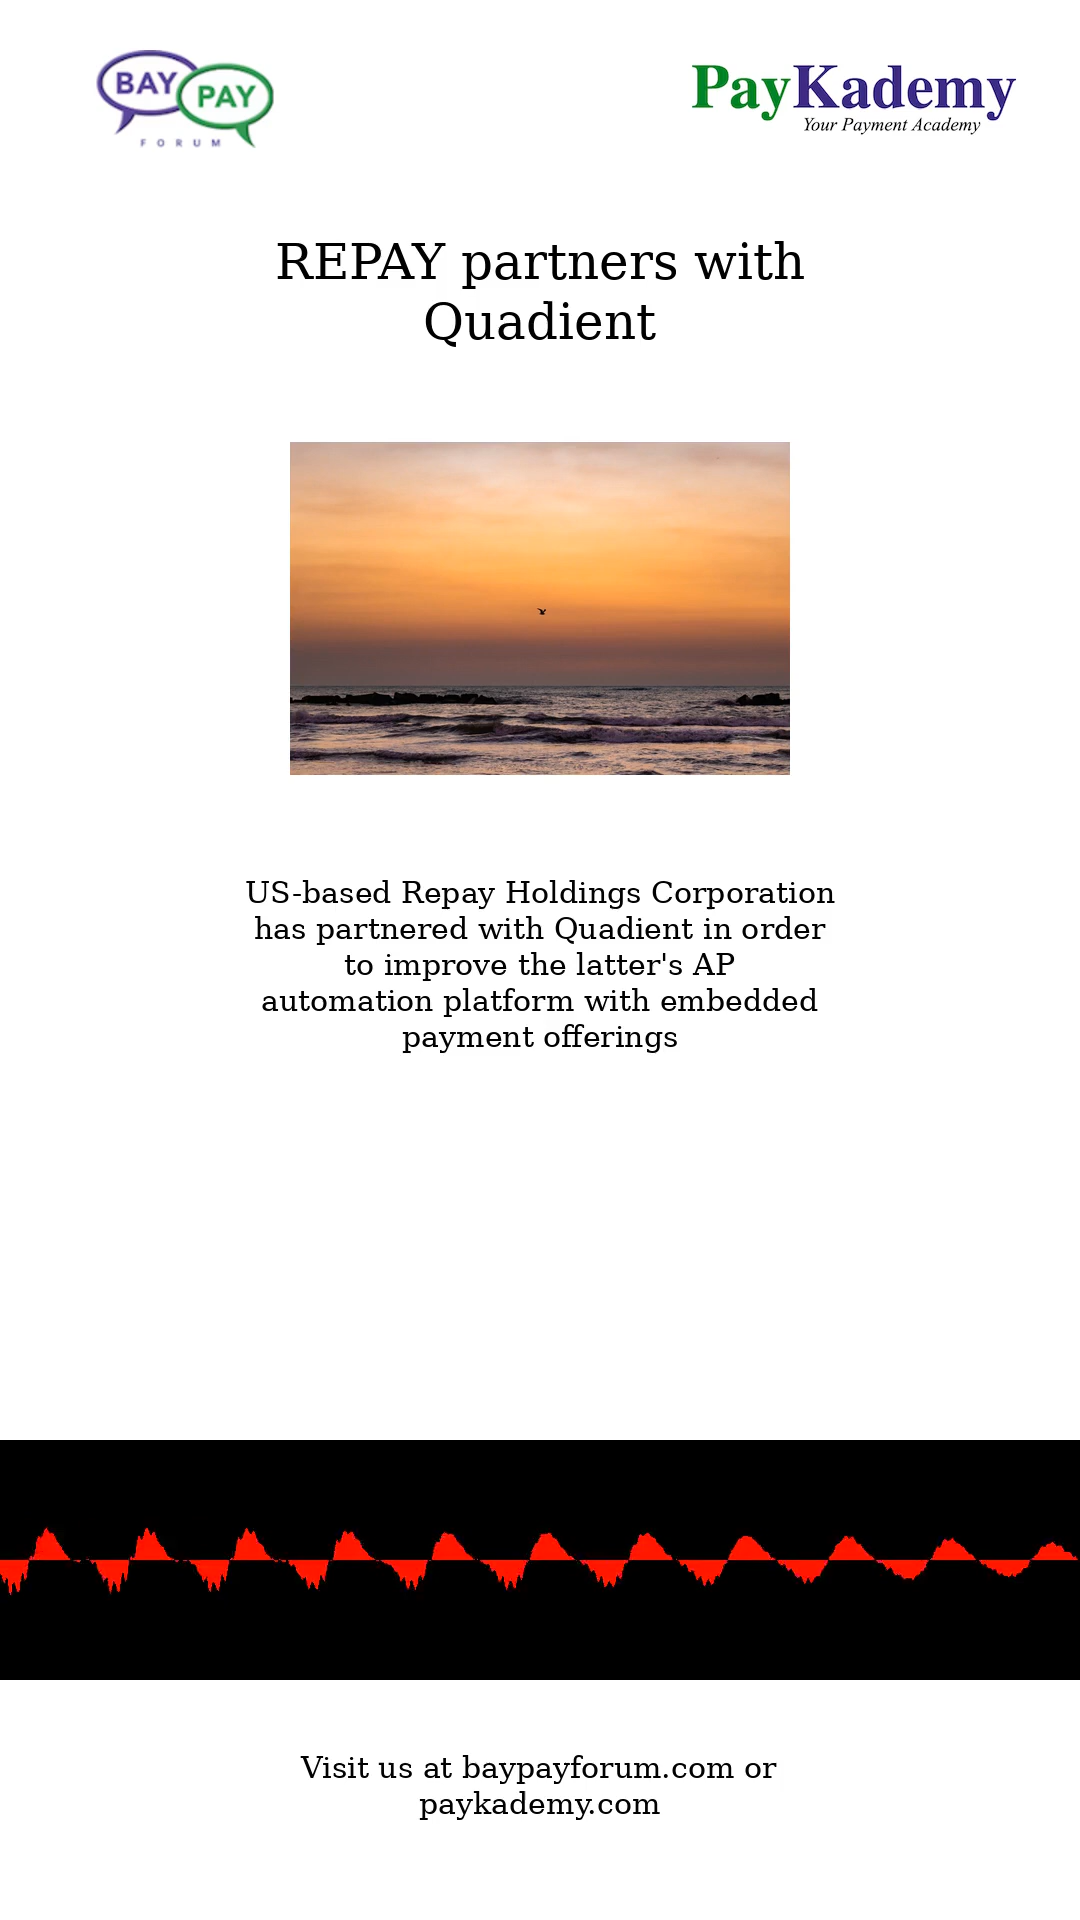 BAY PAY
FORUM
PayKademy
Your Payment Academy
REPAY partners with
Quadient
US-based Repay Holdings Corporation
has partnered with Quadient in order
to improve the latter's AP
automation platform with embedded
payment offerings
Visit us at baypayforum.com or
paykademy.com